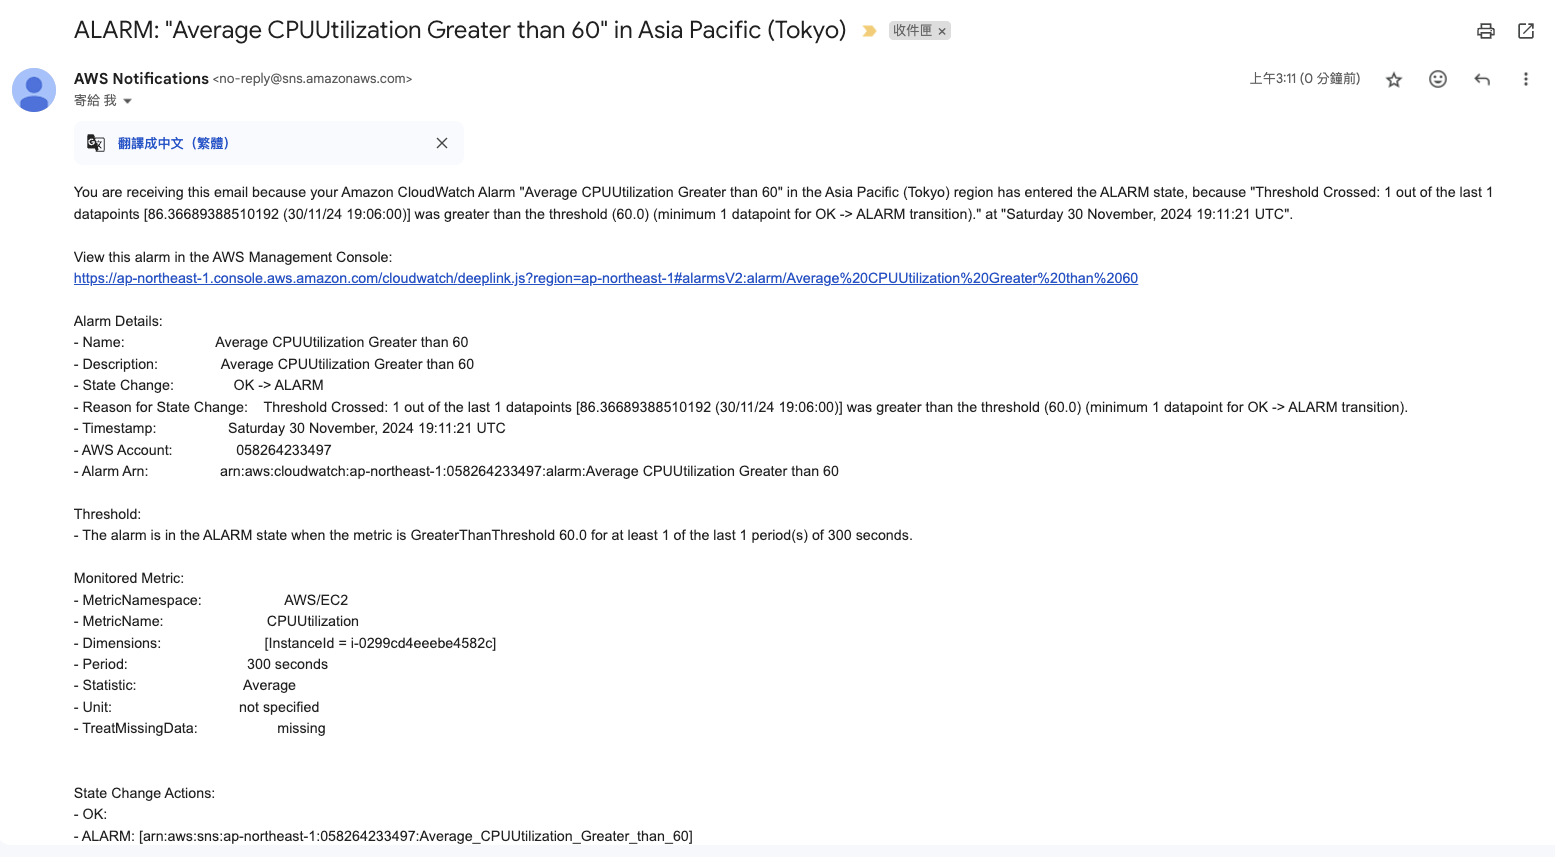 ALARM: "Average CPUUtilization Greater than 60" in Asia Pacific (Tokyo) 收件匣 ×
AWS Notifications <no-reply@sns.amazonaws.com> 上午3:11 (0 分鐘前)
寄給 我
翻譯成中文（繁體）
You are receiving this email because your Amazon CloudWatch Alarm "Average CPUUtilization Greater than 60" in the Asia Pacific (Tokyo) region has entered the ALARM state, because "Threshold Crossed: 1 out of the last 1
datapoints [86.36689388510192 (30/11/24 19:06:00)] was greater than the threshold (60.0) (minimum 1 datapoint for OK -> ALARM transition)." at "Saturday 30 November, 2024 19:11:21 UTC".
View this alarm in the AWS Management Console:
https://ap-northeast-1.console.aws.amazon.com/cloudwatch/deeplink.js?region=ap-northeast-1#alarmsV2:alarm/Average%20CPUUtilization%20Greater%20than%2060
Alarm Details:
- Name: Average CPUUtilization Greater than 60
- Description: Average CPUUtilization Greater than 60
- State Change: OK -> ALARM
- Reason for State Change: Threshold Crossed: 1 out of the last 1 datapoints [86.36689388510192 (30/11/24 19:06:00)] was greater than the threshold (60.0) (minimum 1 datapoint for OK -> ALARM transition).
- Timestamp: Saturday 30 November, 2024 19:11:21 UTC
- AWS Account: 058264233497
- Alarm Arn: arn:aws:cloudwatch:ap-northeast-1:058264233497:alarm:Average CPUUtilization Greater than 60
Threshold:
- The alarm is in the ALARM state when the metric is GreaterThanThreshold 60.0 for at least 1 of the last 1 period(s) of 300 seconds.
Monitored Metric:
- MetricNamespace: AWS/EC2
- MetricName: CPUUtilization
- Dimensions: [InstanceId = i-0299cd4eeebe4582c]
- Period: 300 seconds
- Statistic: Average
- Unit: not specified
- TreatMissingData: missing
State Change Actions:
- OK:
- ALARM: [arn:aws:sns:ap-northeast-1:058264233497:Average_CPUUtilization_Greater_than_60]